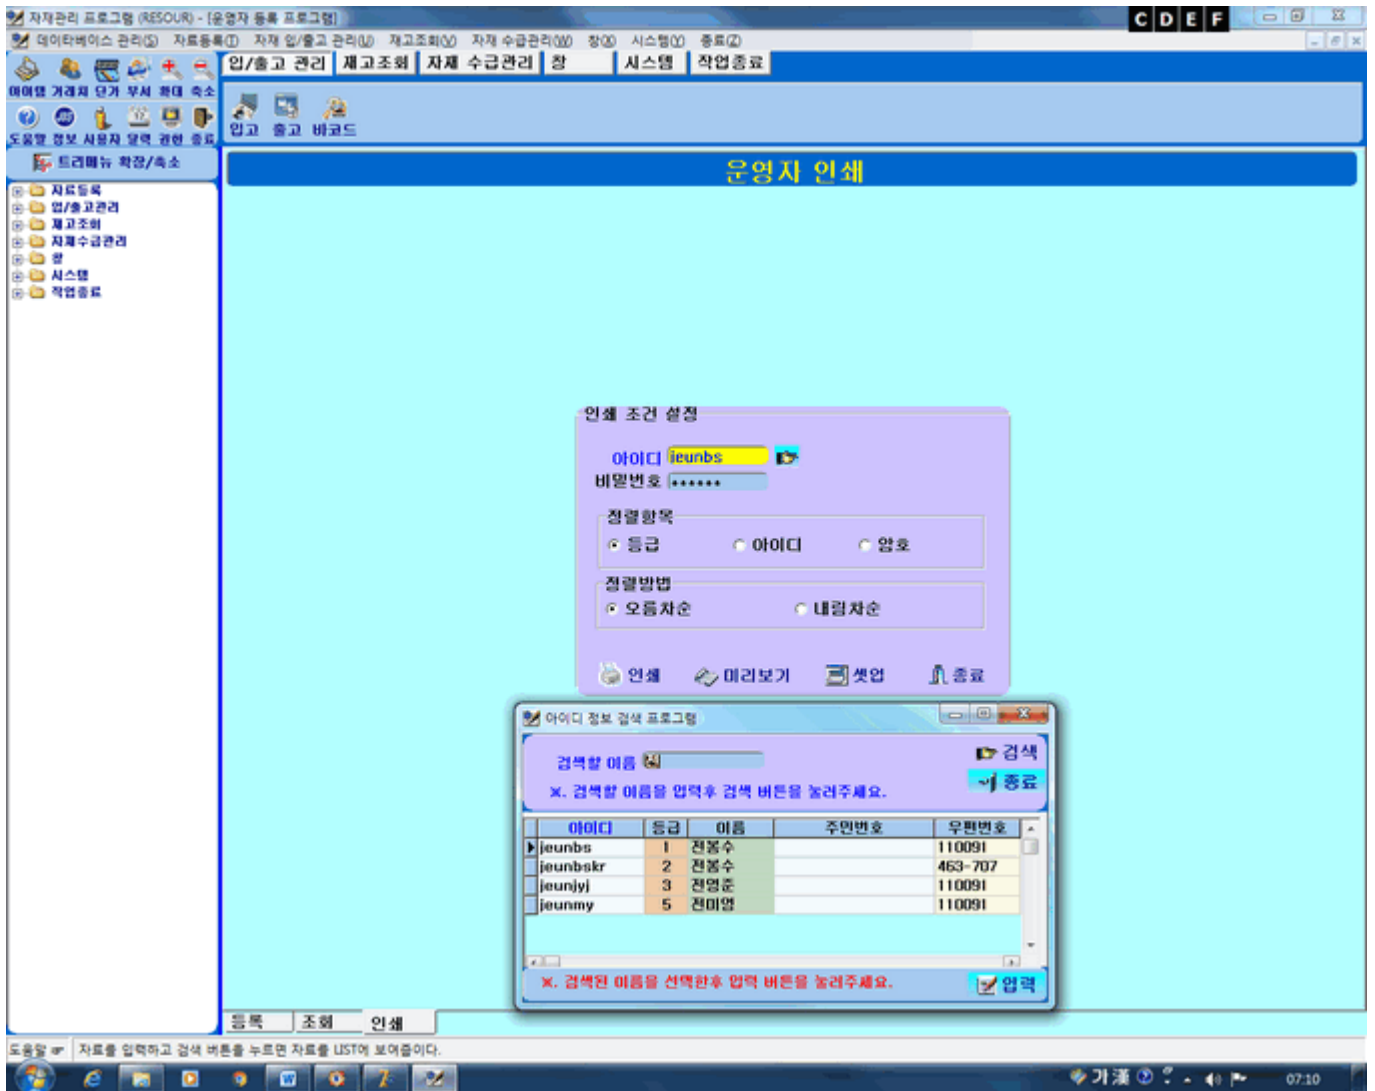 자재관리 프로그램 (RESOUR) - [운영자 등록 프로그램]
C D E F
데이타베이스 관리(S) 자료등록(T) 자재 입/출고 관리(U) 재고조회(V) 자재 수급관리(W) 창(X) 시스템(Y) 종료(Z)
입/출고 관리 재고조회 자재 수급관리 창 시스템 작업종료
아이템 거래처 단가 부서 확대 축소
도움말 정보 사용자 달력 권한 종료
입고 출고 바코드
트리메뉴 확장/축소
운영자 인쇄
자료등록
입/출고관리
재고조회
자재수급관리
창
시스템
작업종료
인쇄 조건 설정
아이디 jeunbs
비밀번호 ******
정렬항목
등급 아이디 암호
정렬방법
오름차순 내림차순
인쇄 미리보기 셋업 종료
아이디 정보 검색 프로그램
검색할 이름 검색
※. 검색할 이름을 입력후 검색 버튼을 눌러주세요. 종료
아이디 등급 이름 주민번호 우편번호
jeunbs 1 전봉수 110091
jeunbskr 2 전봉수 463-707
jeunjyj 3 전영준 110091
jeunmy 5 전미영 110091
※. 검색된 이름을 선택한후 입력 버튼을 눌러주세요. 입력
등록 조회 인쇄
도움말 ☞ 자료를 입력하고 검색 버튼을 누르면 자료를 LIST에 보여줍이다.
가 漢 07:10